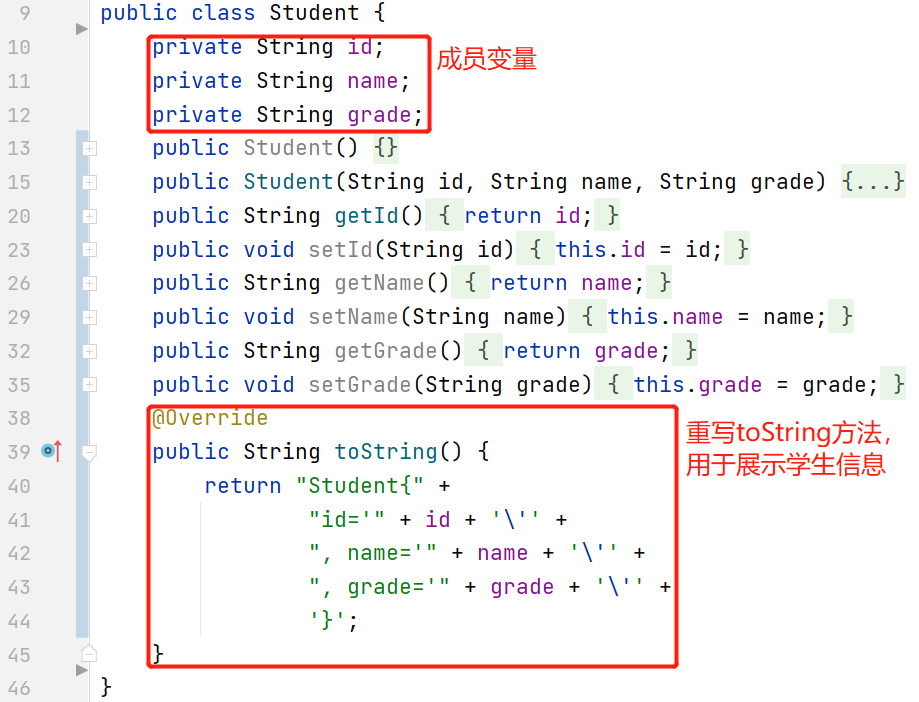 9 public class Student {
10 private String id;
成员变量
11 private String name;
12 private String grade;
13 public Student() {}
15 public Student(String id, String name, String grade) {...}
20 public String getId() { return id; }
23 public void setId(String id) { this.id = id; }
26 public String getName() { return name; }
29 public void setName(String name) { this.name = name; }
32 public String getGrade() { return grade; }
35 public void setGrade(String grade) { this.grade = grade; }
38 @Override
39 public String toString() {
重写toString方法，
用于展示学生信息
40 return "Student{" +
41 "id='" + id + '\'' +
42 ", name='" + name + '\'' +
43 ", grade='" + grade + '\'' +
44 '}';
45 }
46 }